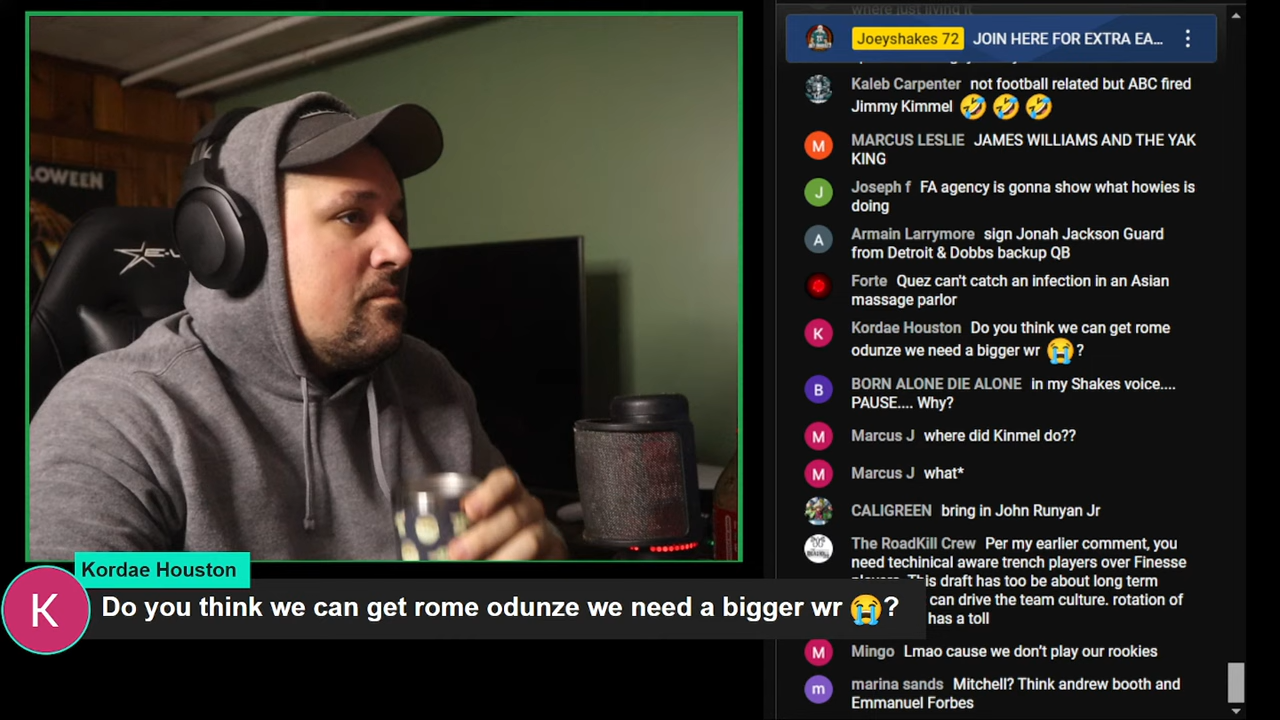 where just living it
Joeyshakes 72 JOIN HERE FOR EXTRA EA...
Kaleb Carpenter not football related but ABC fired
Jimmy Kimmel 🤣 🤣 🤣
M MARCUS LESLIE JAMES WILLIAMS AND THE YAK
KING
J Joseph f FA agency is gonna show what howies is
doing
A Armain Larrymore sign Jonah Jackson Guard
from Detroit & Dobbs backup QB
Forte Quez can't catch an infection in an Asian
massage parlor
K Kordae Houston Do you think we can get rome
odunze we need a bigger wr 😭?
B BORN ALONE DIE ALONE in my Shakes voice....
PAUSE.... Why?
M Marcus J where did Kinmel do??
M Marcus J what*
CALIGREEN bring in John Runyan Jr
The RoadKill Crew Per my earlier comment, you
need techinical aware trench players over Finesse
This draft has too be about long term
can drive the team culture. rotation of
has a toll
M Mingo Lmao cause we don't play our rookies
m marina sands Mitchell? Think andrew booth and
Emmanuel Forbes
LOWEEN
Kordae Houston
K Do you think we can get rome odunze we need a bigger wr 😭?